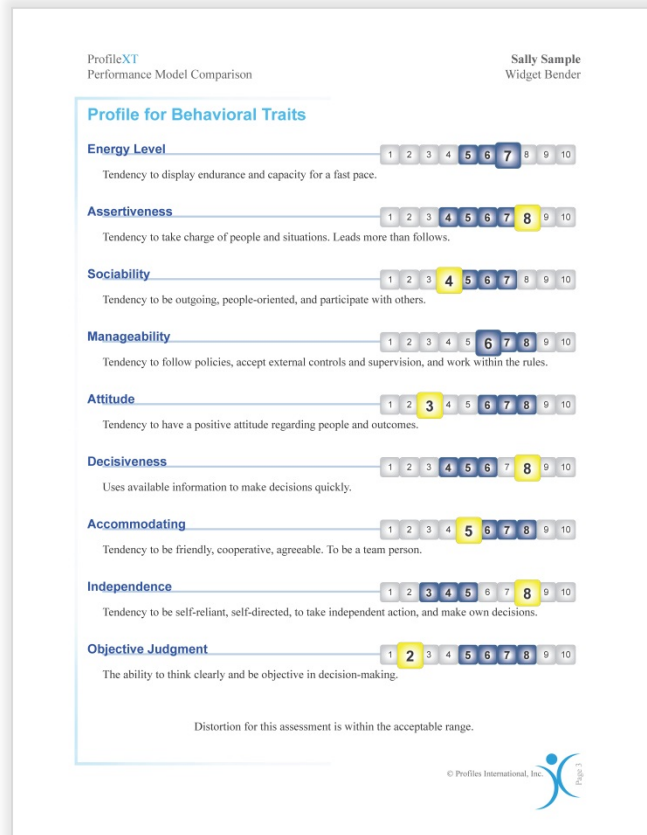 ProfileXT
Sally Sample
Performance Model Comparison
Widget Bender
Profile for Behavioral Traits
Energy Level
1 2 3 4 5 6 7 8 9 10
Tendency to display endurance and capacity for a fast pace.
Assertiveness
1 2 3 4 5 6 7 8 9 10
Tendency to take charge of people and situations. Leads more than follows.
Sociability
1 2 3 4 5 6 7 8 9 10
Tendency to be outgoing, people-oriented, and participate with others.
Manageability
1 2 3 4 5 6 7 8 9 10
Tendency to follow policies, accept external controls and supervision, and work within the rules.
Attitude
1 2 3 4 5 6 7 8 9 10
Tendency to have a positive attitude regarding people and outcomes.
Decisiveness
1 2 3 4 5 6 7 8 9 10
Uses available information to make decisions quickly.
Accommodating
1 2 3 4 5 6 7 8 9 10
Tendency to be friendly, cooperative, agreeable. To be a team person.
Independence
1 2 3 4 5 6 7 8 9 10
Tendency to be self-reliant, self-directed, to take independent action, and make own decisions.
Objective Judgment
1 2 3 4 5 6 7 8 9 10
The ability to think clearly and be objective in decision-making.
Distortion for this assessment is within the acceptable range.
© Profiles International, Inc.
Page 3